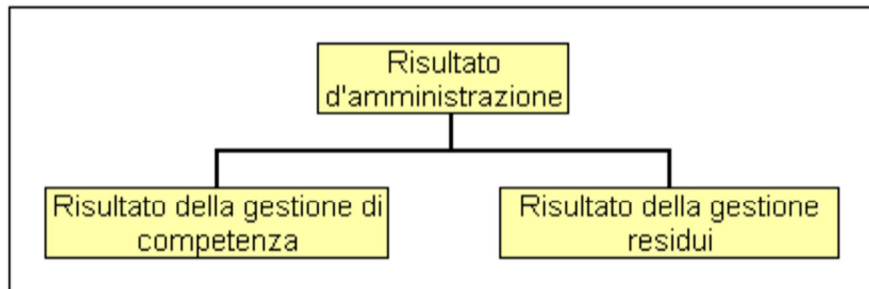 Risultato
d'amministrazione
Risultato della gestione di
competenza
Risultato della gestione
residui